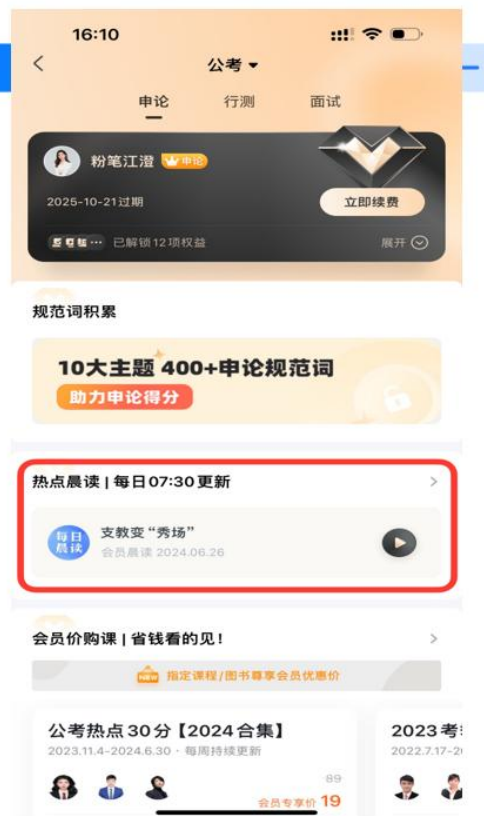 16:10
公考
申论 行测 面试
粉笔江澄 申论
2025-10-21过期
立即续费
已解锁12项权益
展开
规范词积累
10大主题 400+申论规范词
助力申论得分
热点晨读|每日07:30更新
每日
晨读
支教变“秀场”
会员晨读 2024.06.26
会员价购课|省钱看的见!
NEW 指定课程/图书尊享会员优惠价
公考热点30分【2024合集】
2023.11.4-2024.6.30 · 每周持续更新
89
会员专享价 19
2023考
2022.7.17-2